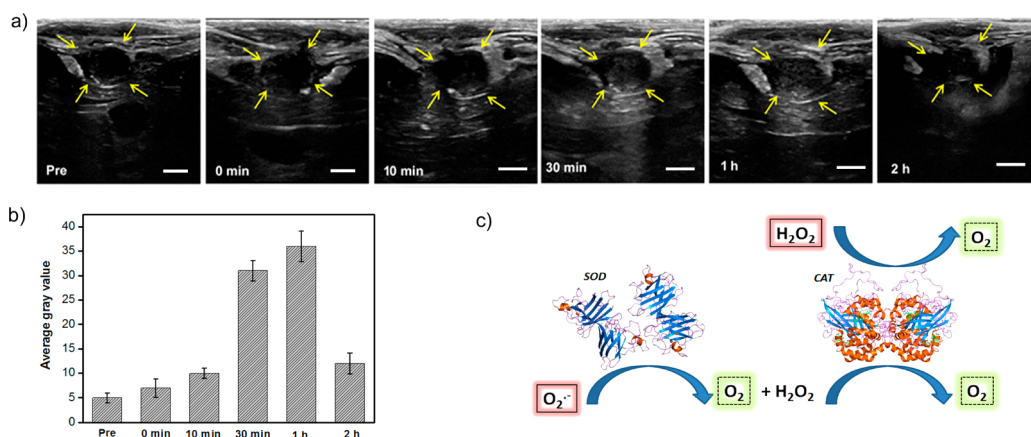 a)
Pre
0 min
10 min
30 min
1 h
2 h
b)
Average gray value
40
35
30
25
20
15
10
5
0
Pre 0 min 10 min 30 min 1 h 2 h
c)
H₂O₂
O₂
SOD
CAT
O₂·⁻
O₂ + H₂O₂
O₂